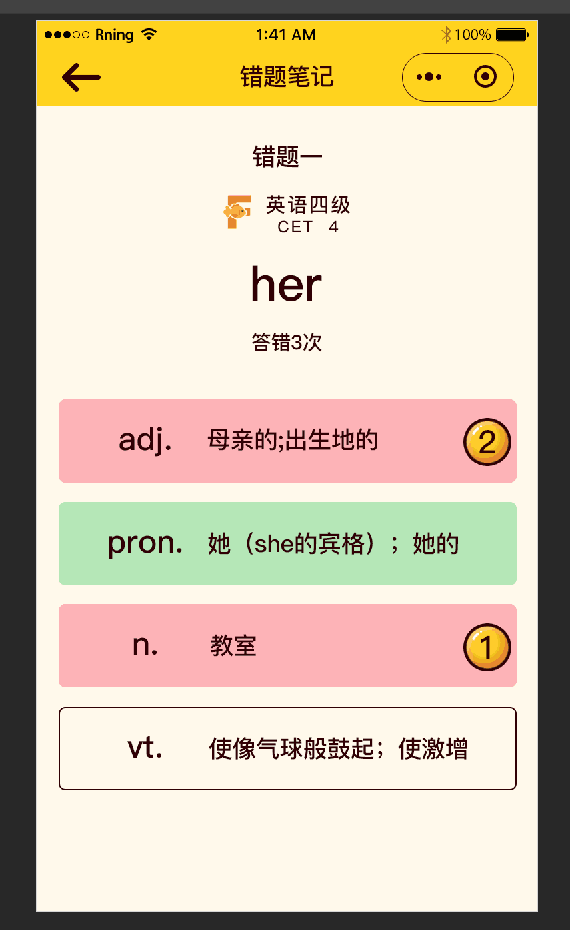 Rning 1:41 AM 100%
错题笔记
错题一
英语四级
CET 4
her
答错3次
adj. 母亲的;出生地的 2
pron. 她（she的宾格）；她的
n. 教室 1
vt. 使像气球般鼓起；使激增